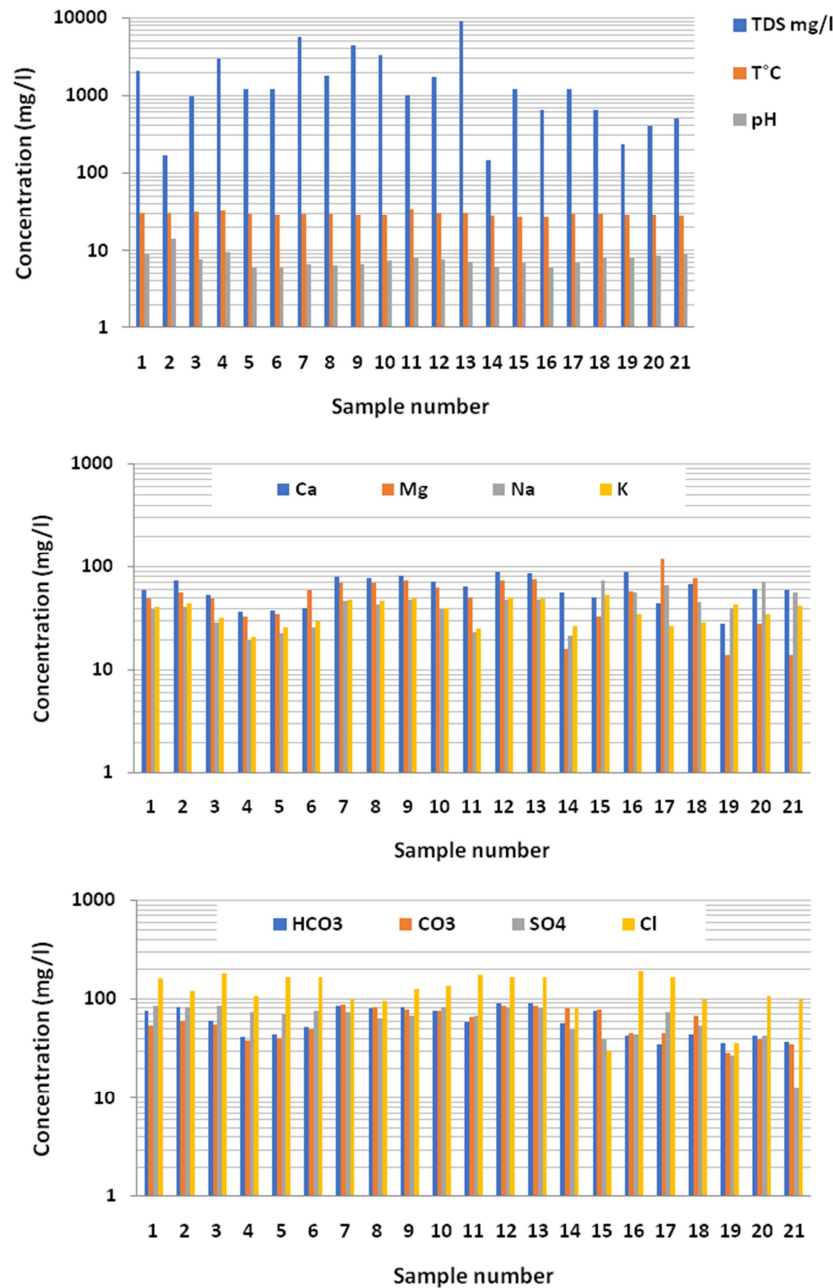 10000
1000
100
10
1
Concentration (mg/l)
TDS mg/l
T°C
pH
1 2 3 4 5 6 7 8 9 10 11 12 13 14 15 16 17 18 19 20 21
Sample number
1000
100
10
1
Concentration (mg/l)
Ca Mg Na K
1 2 3 4 5 6 7 8 9 10 11 12 13 14 15 16 17 18 19 20 21
Sample number
1000
100
10
1
Concentration (mg/l)
HCO3 CO3 SO4 Cl
1 2 3 4 5 6 7 8 9 10 11 12 13 14 15 16 17 18 19 20 21
Sample number